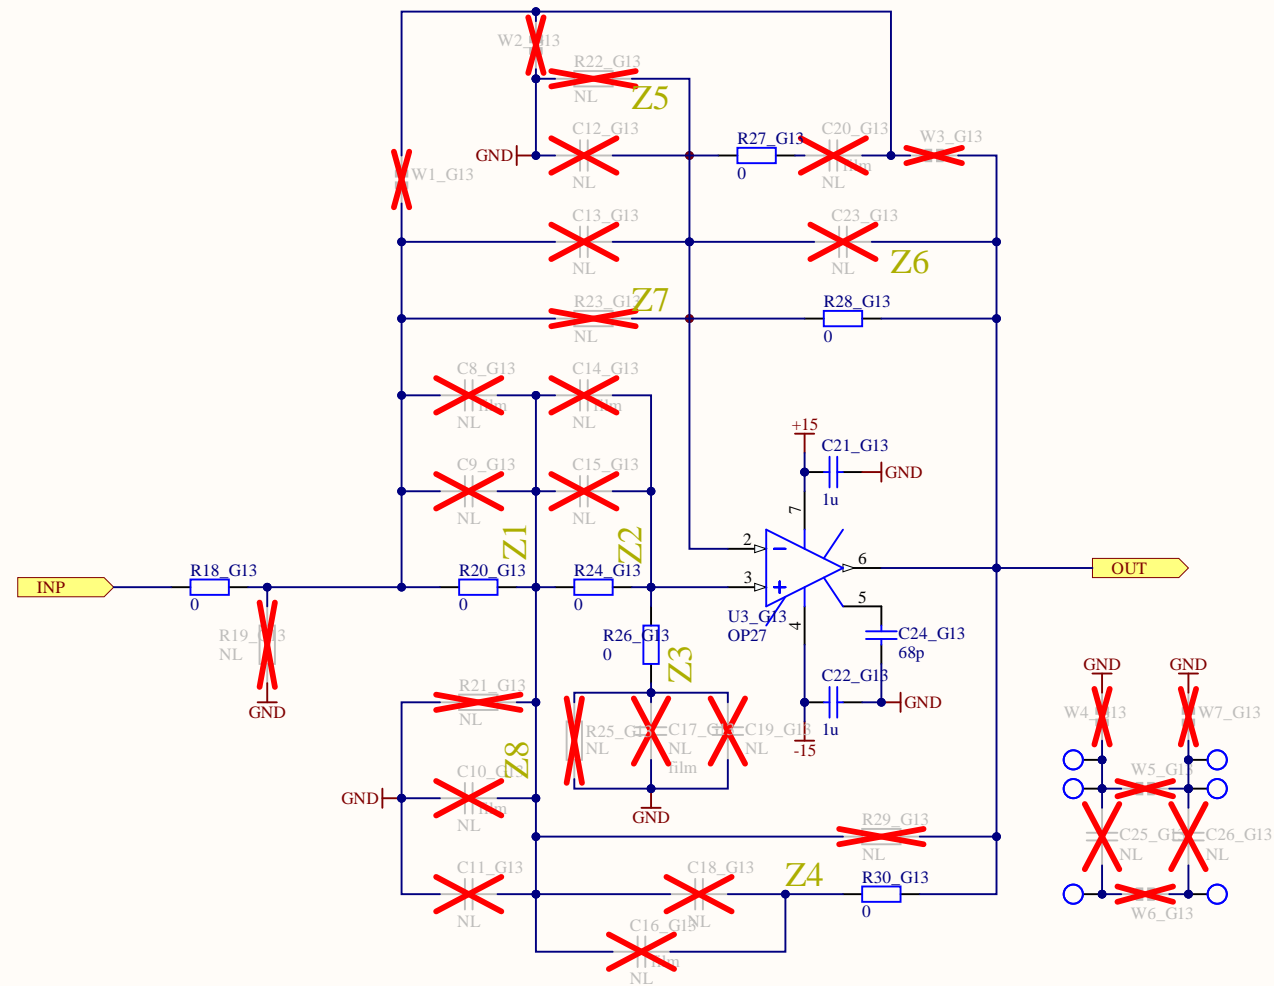 W2_G13
R22_G13
NL
Z5
C12_G13
GND
NL
R27_G13
0
C20_G13
film
NL
W3_G13
W1_G13
C13_G13
NL
C23_G13
NL
Z6
R23_G13
NL
Z7
R28_G13
0
C8_G13
film
NL
C14_G13
film
NL
+15
C21_G13
GND
1u
C9_G13
NL
C15_G13
NL
7
Z1
Z2
2
3
6
5
4
INP
R18_G13
0
R20_G13
0
R24_G13
0
OUT
U3_G13
OP27
C24_G13
68p
R19_G13
NL
GND
R26_G13
0
Z3
C22_G13
GND
1u
-15
R21_G13
NL
R25_G13
NL
C17_G13
NL
film
C19_G13
NL
GND
Z8
C10_G13
film
NL
GND
R29_G13
NL
C11_G13
NL
C18_G13
NL
Z4
R30_G13
0
C16_G13
film
NL
GND
GND
W4_G13
W7_G13
W5_G13
C25_G13
NL
C26_G13
NL
W6_G13